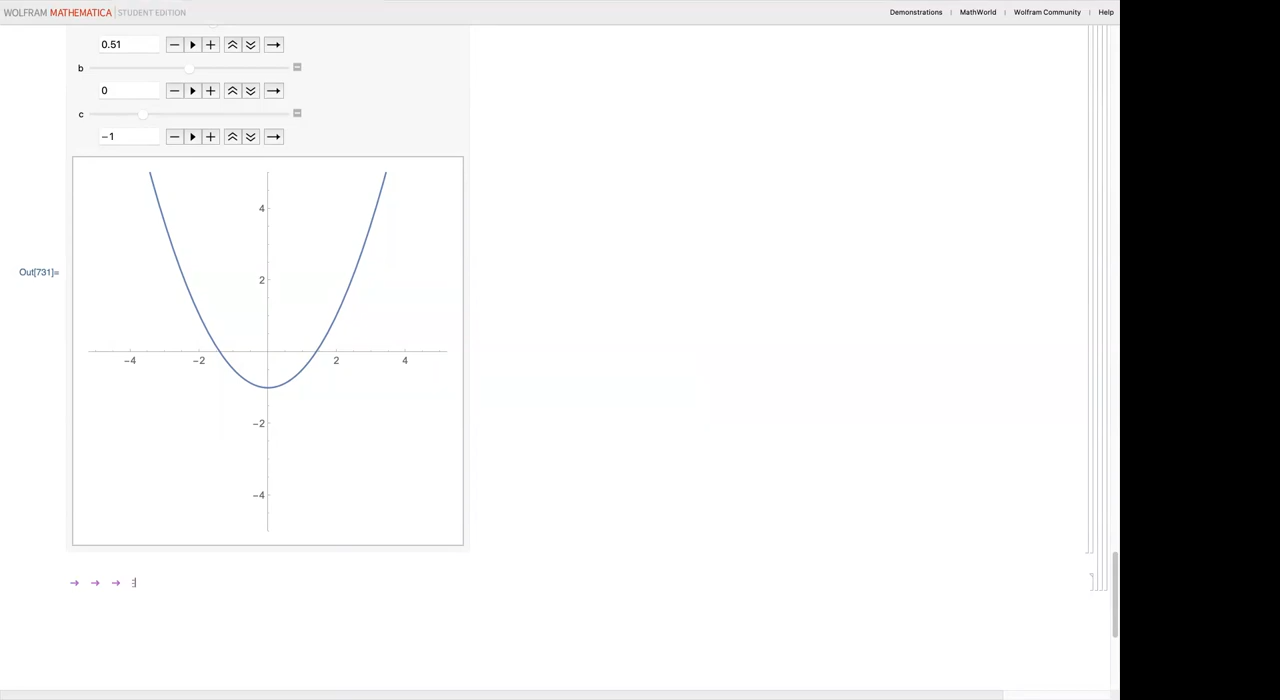 WOLFRAM MATHEMATICA | STUDENT EDITION
Demonstrations | MathWorld | Wolfram Community | Help
0.51
b
0
c
−1
4
2
Out[731]=
−4 −2 2 4
−2
−4